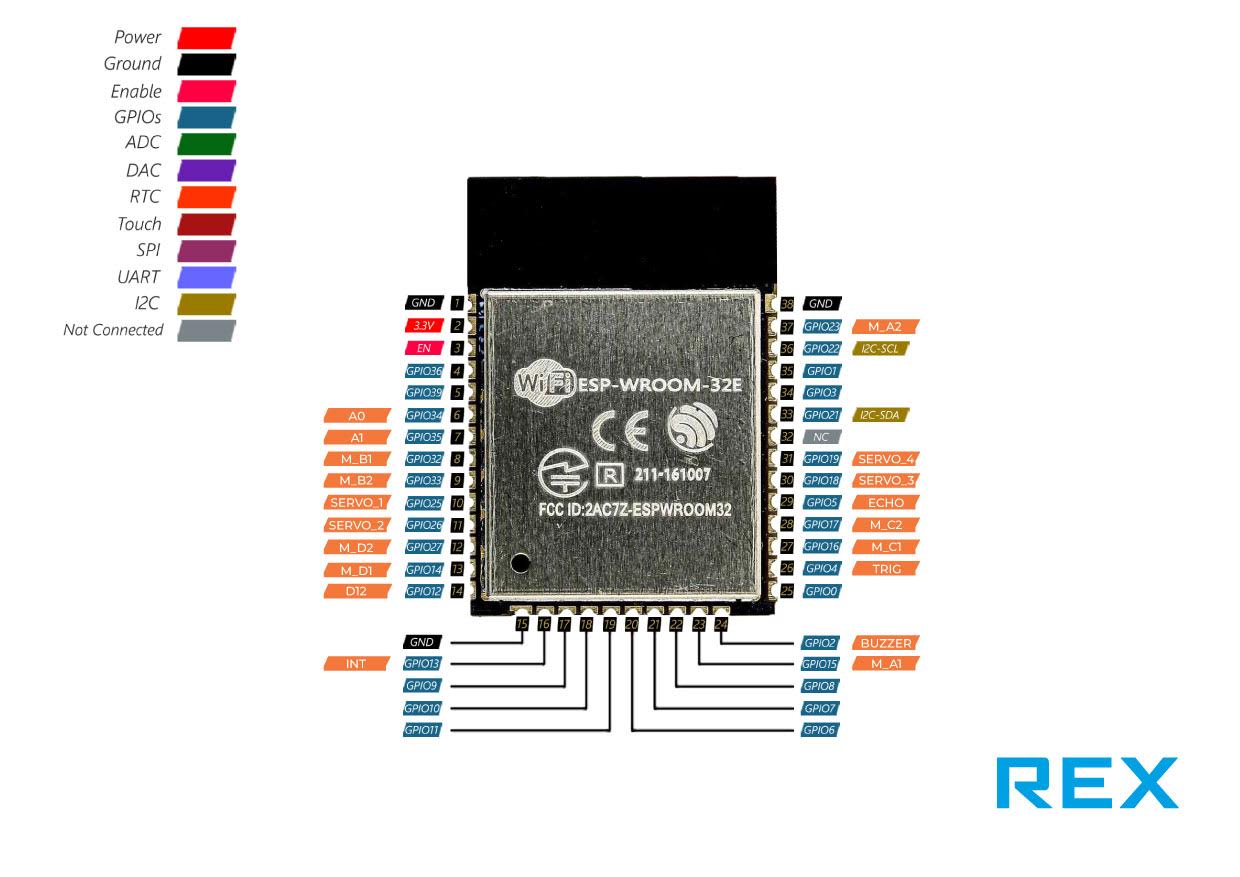 Power
Ground
Enable
GPIOs
ADC
DAC
RTC
Touch
SPI
UART
I2C
Not Connected
GND 1
3.3V 2
EN 3
GPIO36 4
GPIO39 5
A0 GPIO34 6
A1 GPIO35 7
M_B1 GPIO32 8
M_B2 GPIO33 9
SERVO_1 GPIO25 10
SERVO_2 GPIO26 11
M_D2 GPIO27 12
M_D1 GPIO14 13
D12 GPIO12 14
WiFi ESP-WROOM-32E
CE
R 211-161007
FCC ID:2AC7Z-ESPWROOM32
38 GND
37 GPIO23 M_A2
36 GPIO22 I2C-SCL
35 GPIO1
34 GPIO3
33 GPIO21 I2C-SDA
32 NC
31 GPIO19 SERVO_4
30 GPIO18 SERVO_3
29 GPIO5 ECHO
28 GPIO17 M_C2
27 GPIO16 M_C1
26 GPIO4 TRIG
25 GPIO0
15 16 17 18 19 20 21 22 23 24
GND
INT GPIO13
GPIO9
GPIO10
GPIO11
GPIO2 BUZZER
GPIO15 M_A1
GPIO8
GPIO7
GPIO6
REX